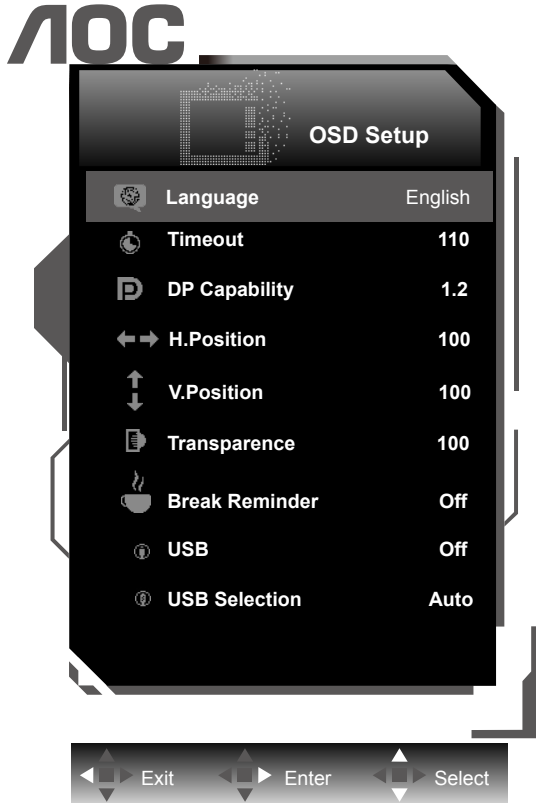 AOC
OSD Setup
Language English
Timeout 110
DP Capability 1.2
H.Position 100
V.Position 100
Transparence 100
Break Reminder Off
USB Off
USB Selection Auto
Exit Enter Select